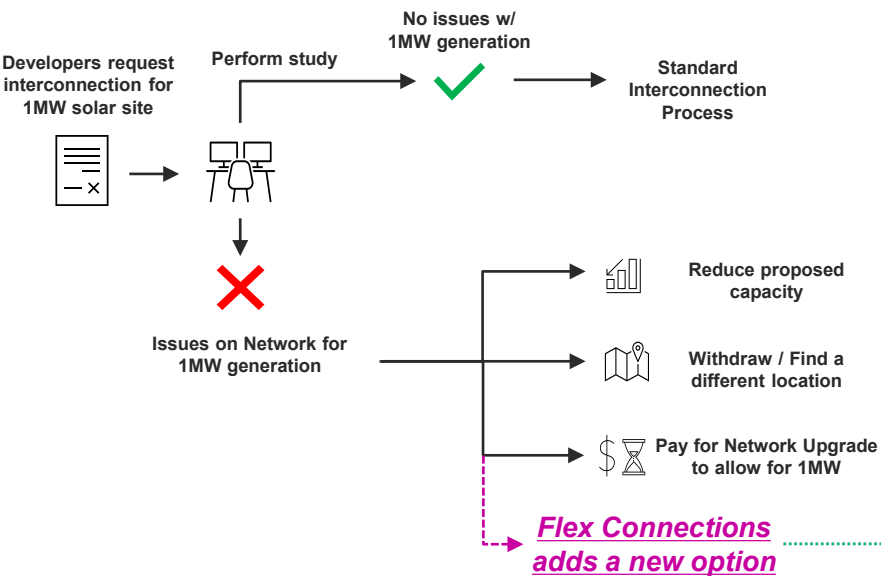 Developers request
interconnection for
1MW solar site
Perform study
No issues w/
1MW generation
Standard
Interconnection
Process
Issues on Network for
1MW generation
Reduce proposed
capacity
Withdraw / Find a
different location
Pay for Network Upgrade
to allow for 1MW
Flex Connections
adds a new option